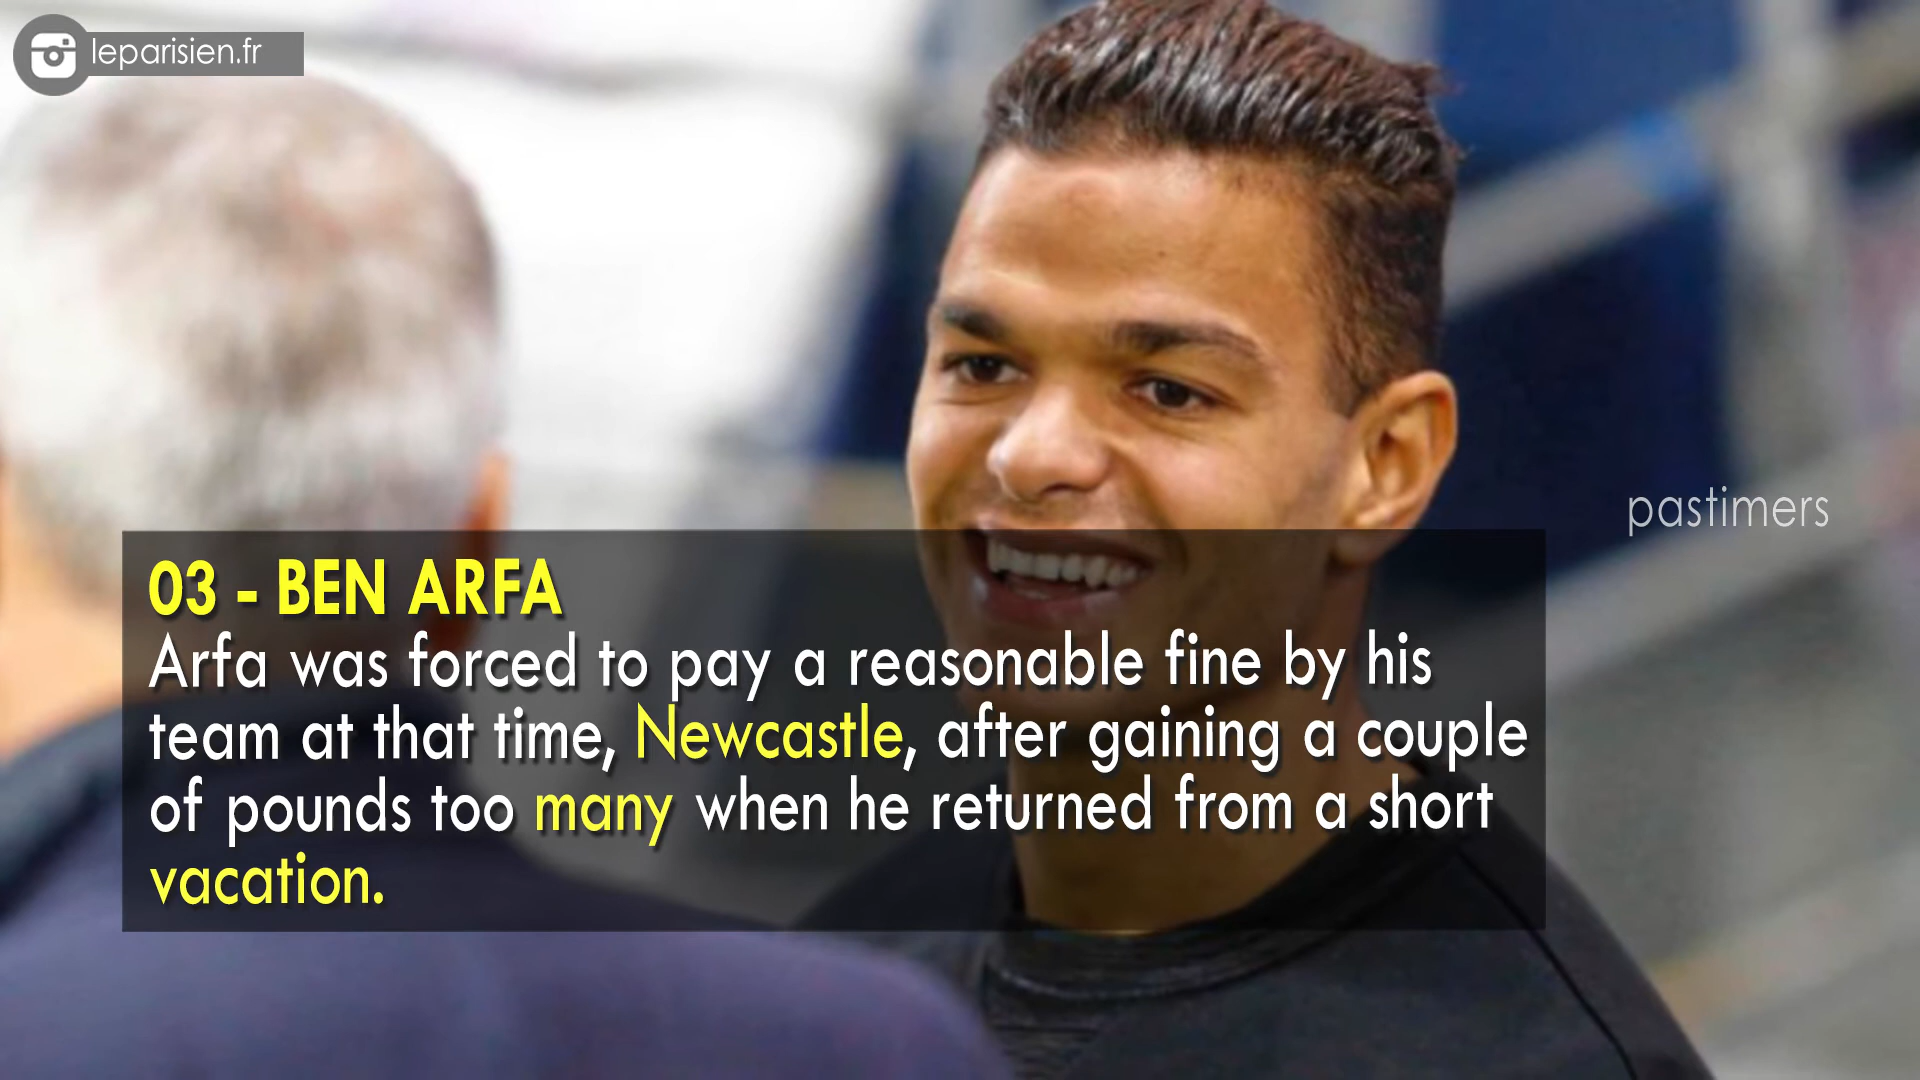 leparisien.fr
pastimers
03 - BEN ARFA
Arfa was forced to pay a reasonable fine by his
team at that time, Newcastle, after gaining a couple
of pounds too many when he returned from a short
vacation.